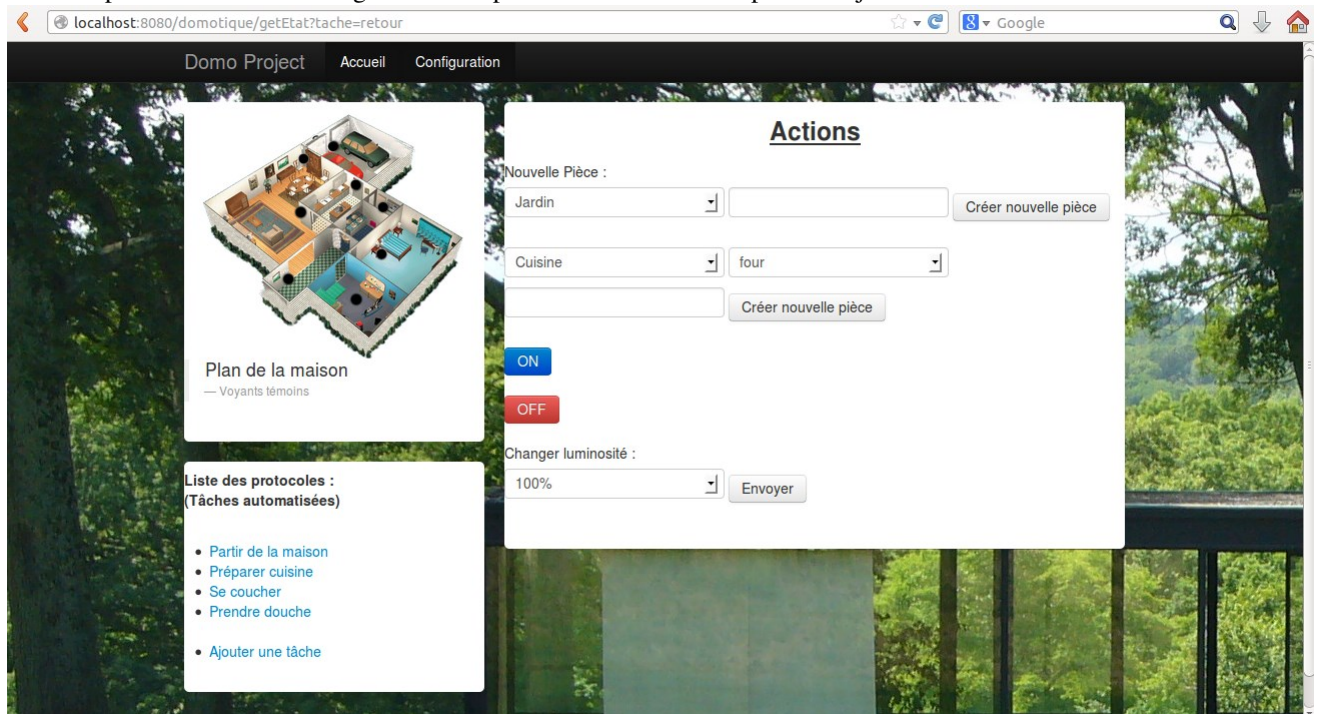 localhost:8080/domotique/getEtat?tache=retour
Google
Domo Project Accueil Configuration
Plan de la maison
— Voyants témoins
Liste des protocoles :
(Tâches automatisées)
Partir de la maison
Préparer cuisine
Se coucher
Prendre douche
Ajouter une tâche
Actions
Nouvelle Pièce :
Jardin Créer nouvelle pièce
Cuisine four
Créer nouvelle pièce
ON
OFF
Changer luminosité :
100% Envoyer